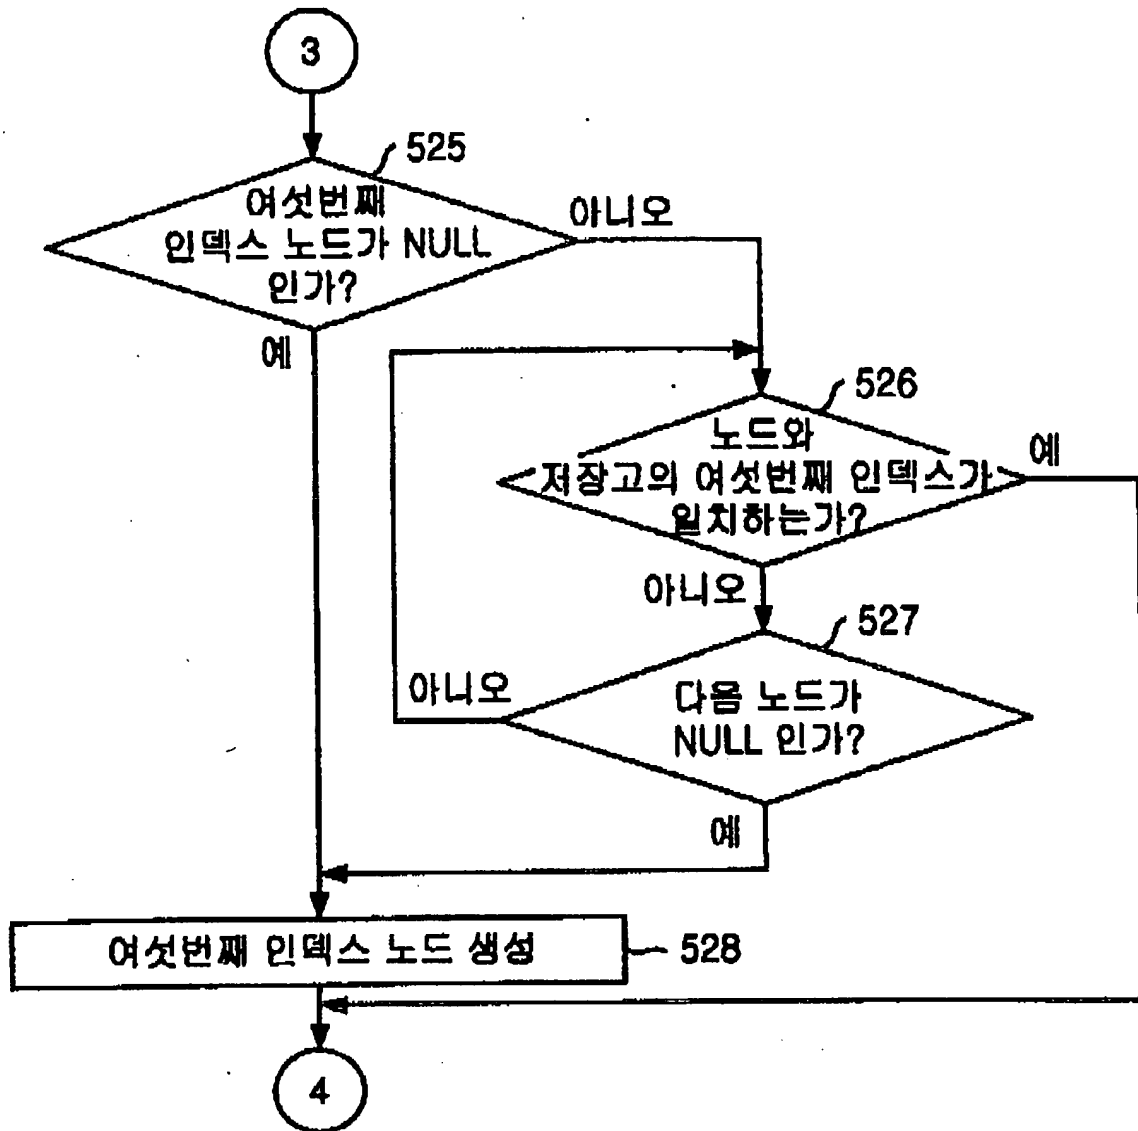 3
525
여섯번째
인덱스 노드가 NULL
인가?
아니오
예
526
노드와
저장고의 여섯번째 인덱스가
일치하는가?
예
아니오
527
다음 노드가
NULL 인가?
아니오
예
여섯번째 인덱스 노드 생성
528
4